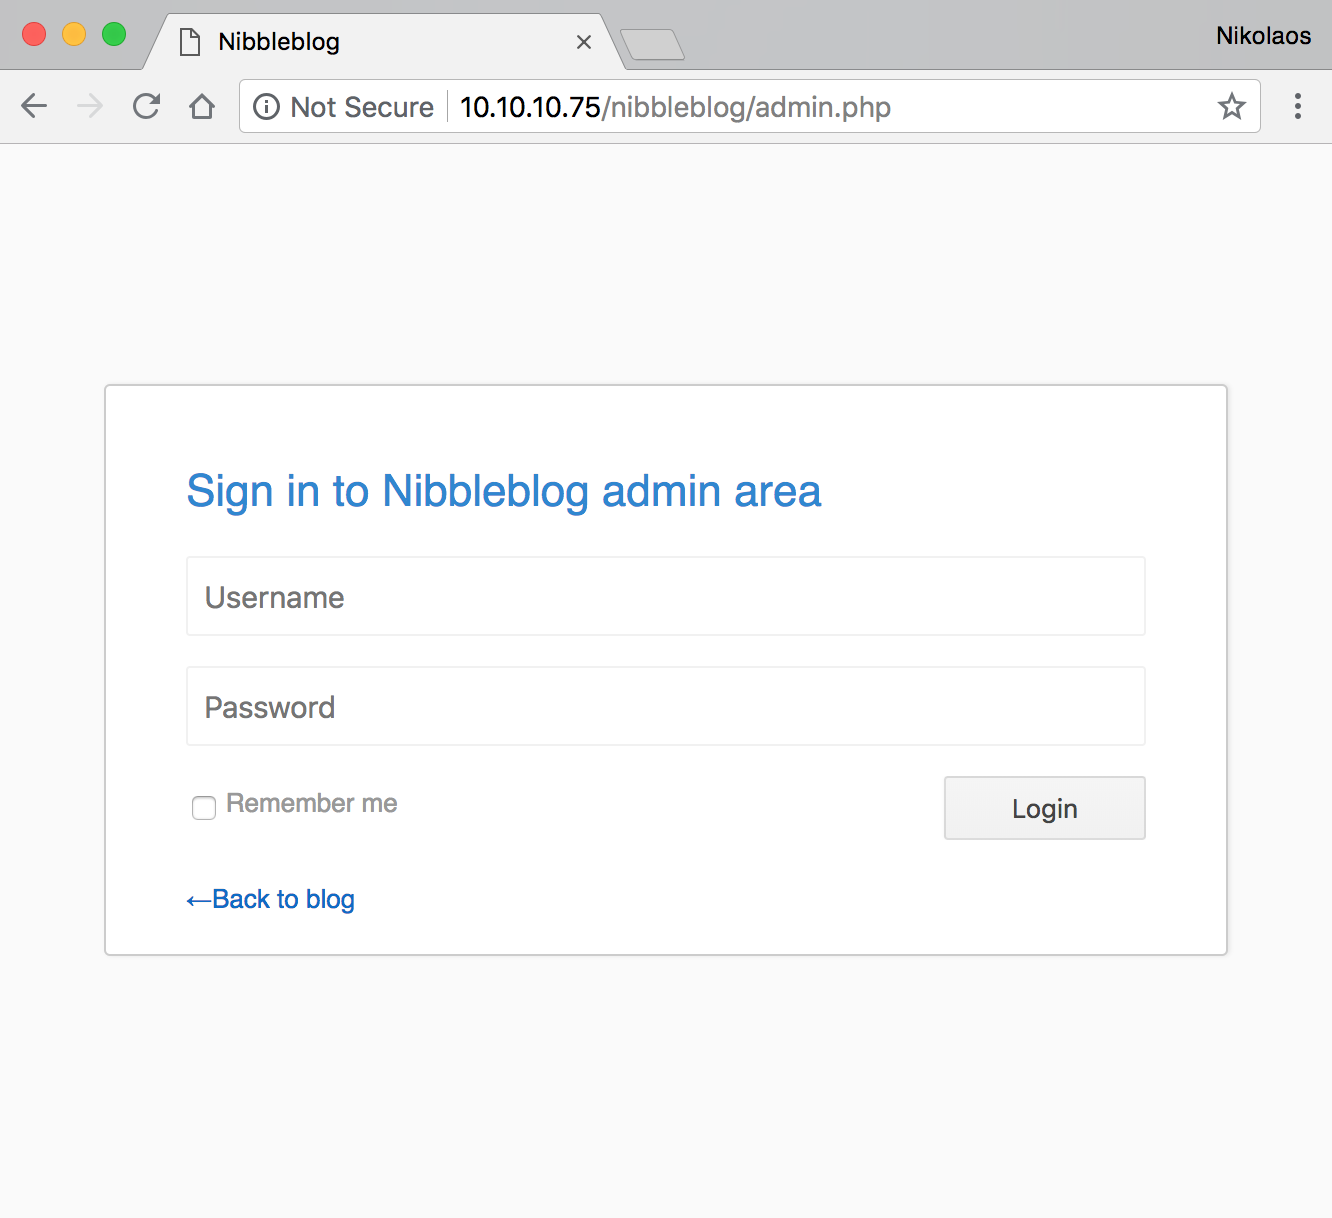 Nibbleblog
Nikolaos
Not Secure 10.10.10.75/nibbleblog/admin.php
Sign in to Nibbleblog admin area
Username
Password
Remember me
Login
←Back to blog